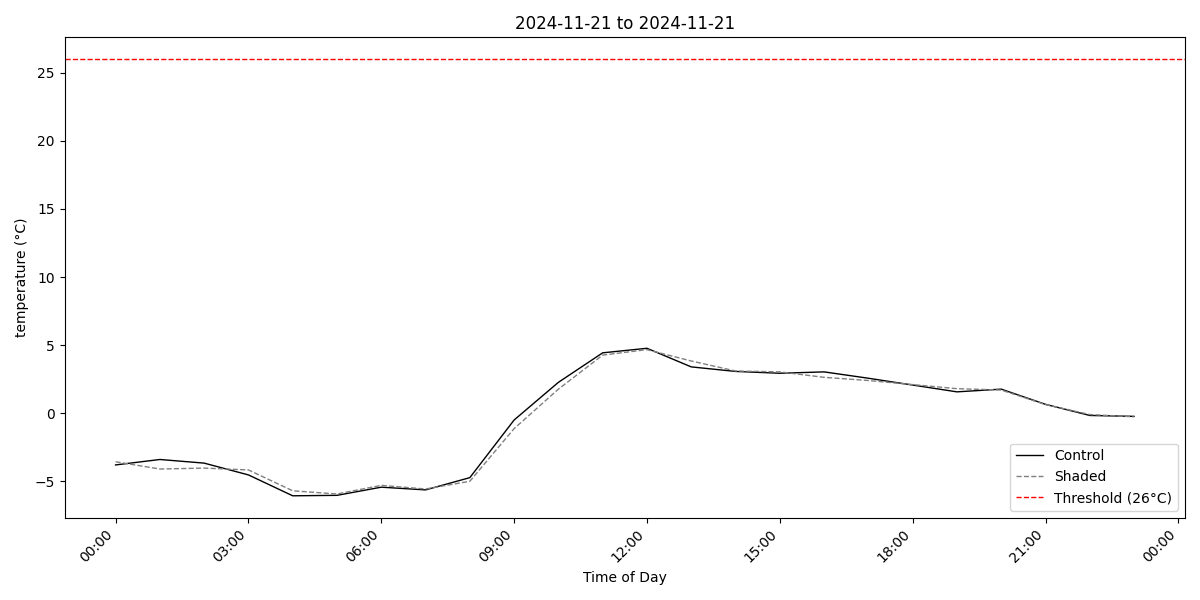 2024-11-21 to 2024-11-21
temperature (°C)
25
20
15
10
5
0
−5
00:00
03:00
06:00
09:00
12:00
15:00
18:00
21:00
00:00
Time of Day
Control
Shaded
Threshold (26°C)